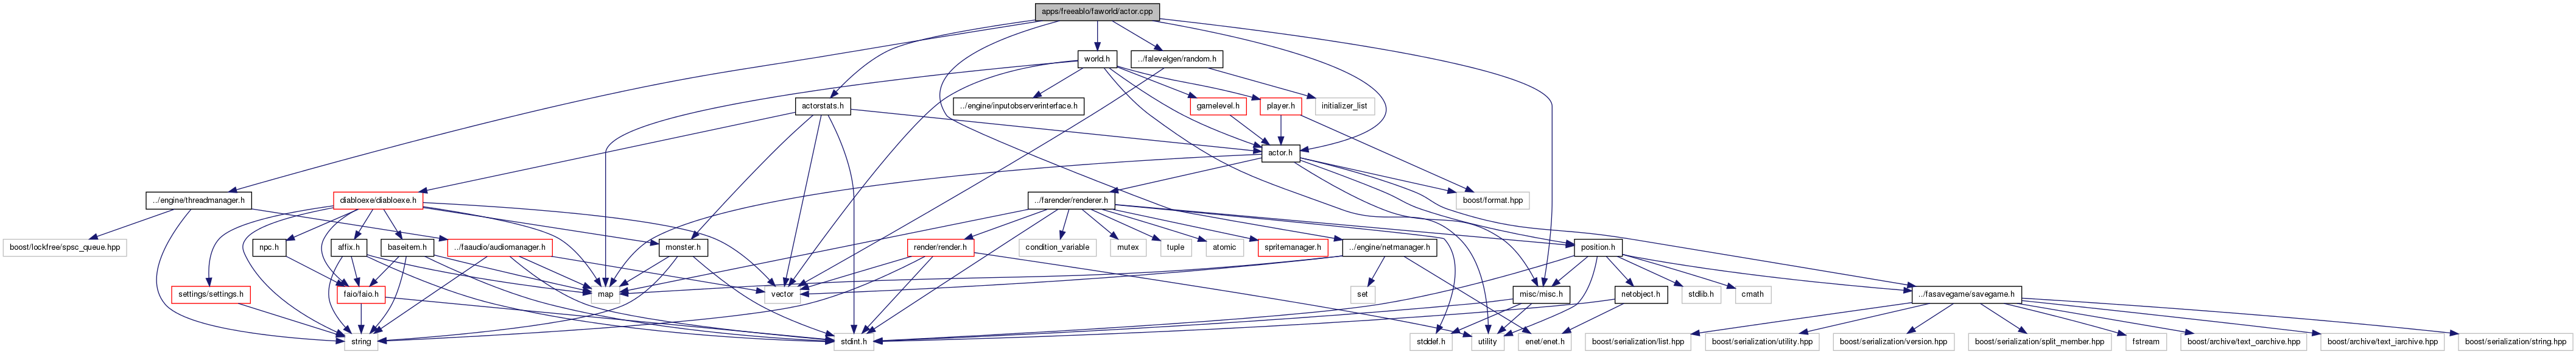 apps/freeablo/faworld/actor.cpp
world.h
../falevelgen/random.h
actorstats.h
../engine/inputobserverinterface.h
gamelevel.h
player.h
initializer_list
actor.h
../engine/threadmanager.h
diabloexe/diabloexe.h
../farender/renderer.h
boost/format.hpp
boost/lockfree/spsc_queue.hpp
npc.h
affix.h
baseitem.h
../faaudio/audiomanager.h
monster.h
render/render.h
condition_variable
mutex
tuple
atomic
spritemanager.h
../engine/netmanager.h
position.h
settings/settings.h
faio/faio.h
map
vector
set
misc/misc.h
netobject.h
stdlib.h
cmath
../fasavegame/savegame.h
string
stdint.h
stddef.h
utility
enet/enet.h
boost/serialization/list.hpp
boost/serialization/utility.hpp
boost/serialization/version.hpp
boost/serialization/split_member.hpp
fstream
boost/archive/text_oarchive.hpp
boost/archive/text_iarchive.hpp
boost/serialization/string.hpp